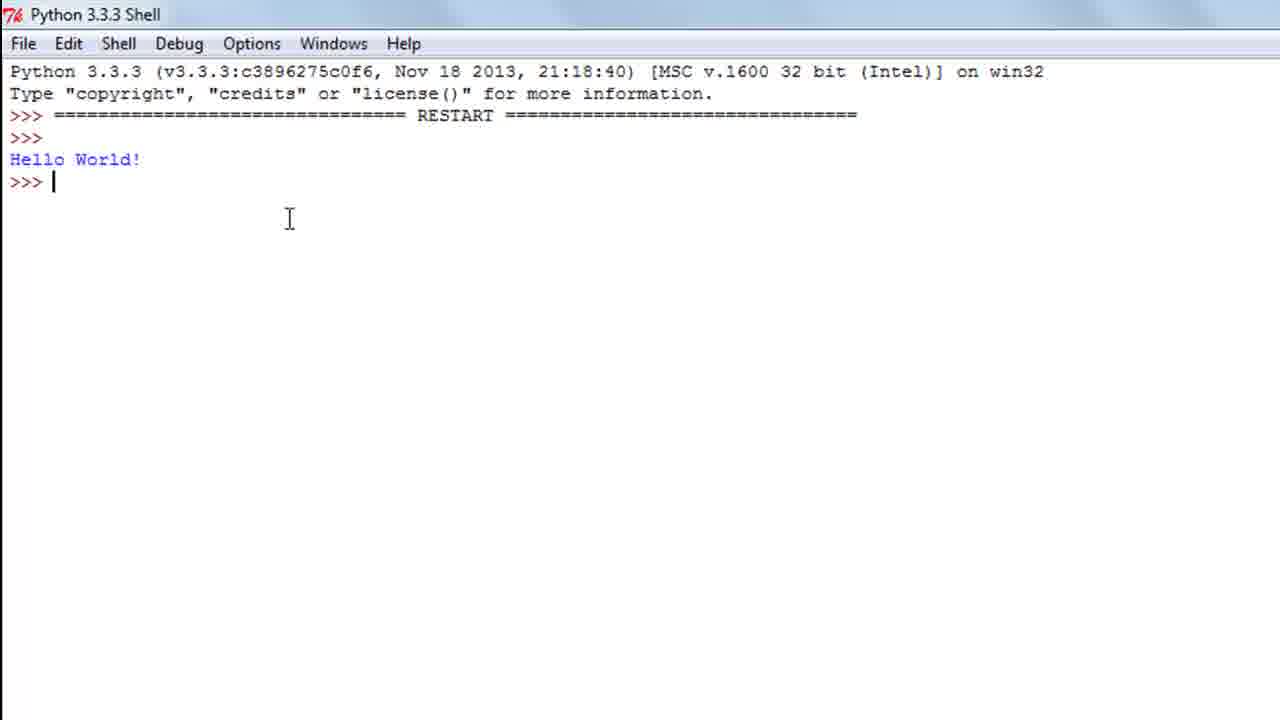 Python 3.3.3 Shell
File Edit Shell Debug Options Windows Help
Python 3.3.3 (v3.3.3:c3896275c0f6, Nov 18 2013, 21:18:40) [MSC v.1600 32 bit (Intel)] on win32
Type "copyright", "credits" or "license()" for more information.
>>> ================================ RESTART ================================
>>>
Hello World!
>>>